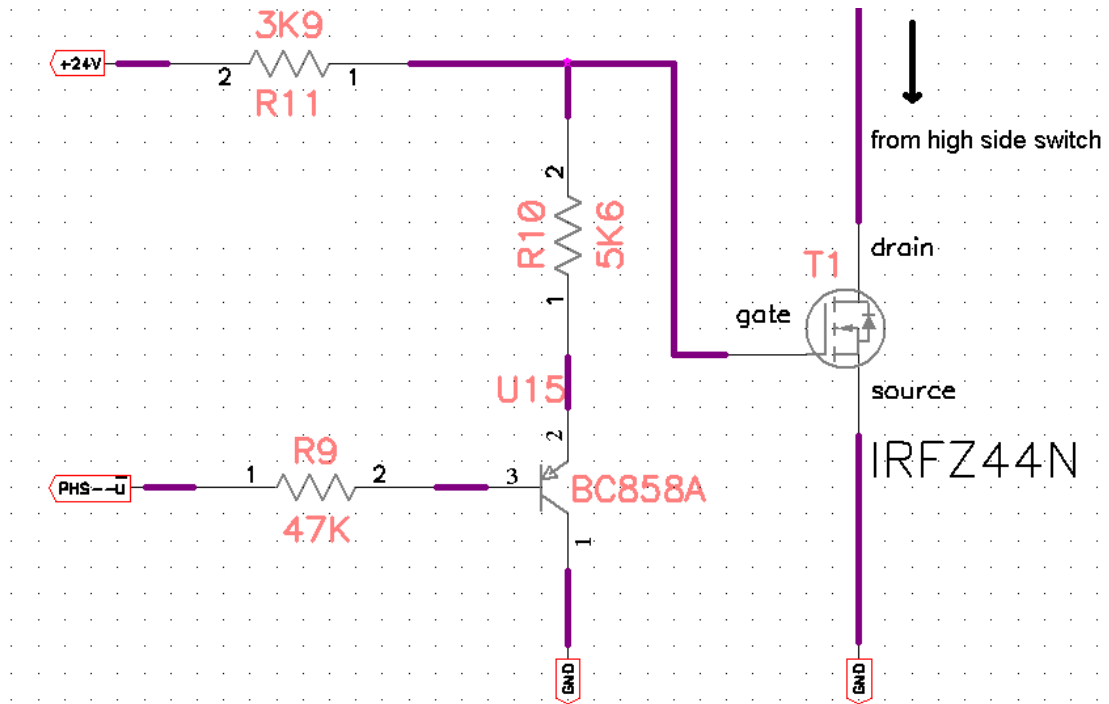 3K9
+24V
2
1
R11
from high side switch
2
R10
5K6
1
drain
T1
gate
U15
source
2
R9
1
2
3
IRFZ44N
PHS--U
BC858A
47K
1
GND
GND